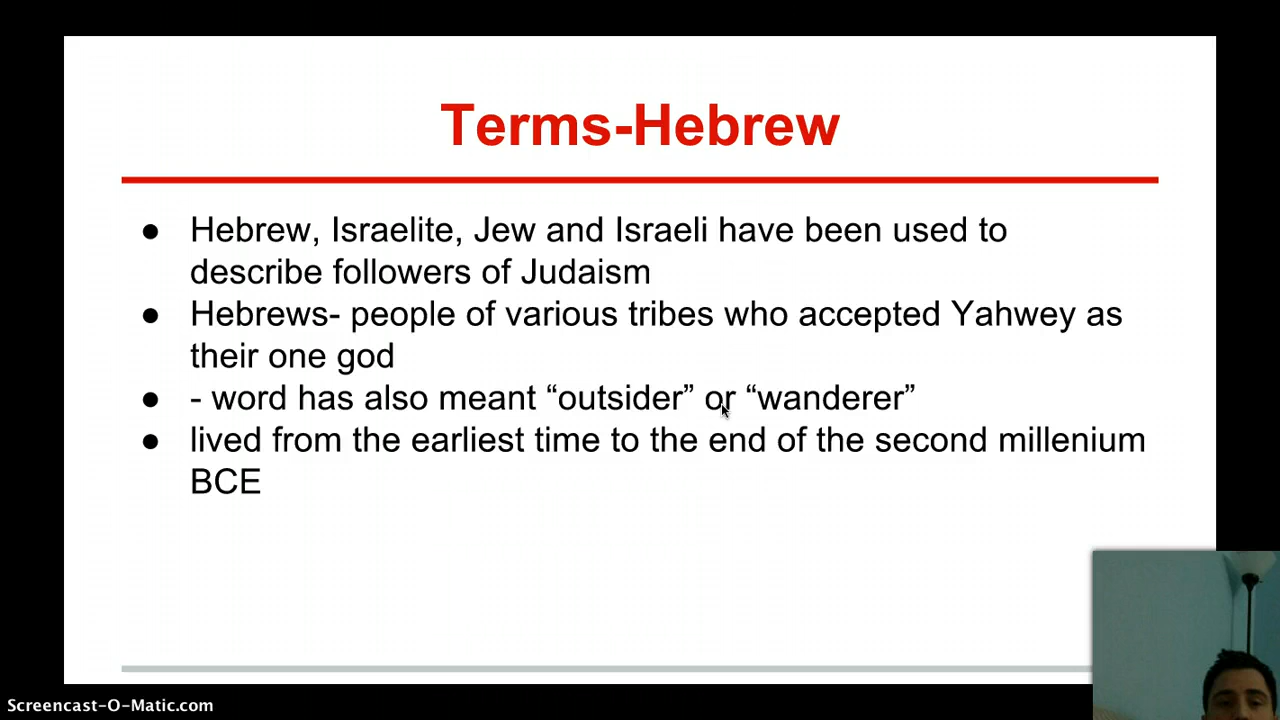 Terms-Hebrew
● Hebrew, Israelite, Jew and Israeli have been used to
describe followers of Judaism
● Hebrews- people of various tribes who accepted Yahwey as
their one god
● - word has also meant “outsider” or “wanderer”
● lived from the earliest time to the end of the second millenium
BCE
Screencast-O-Matic.com